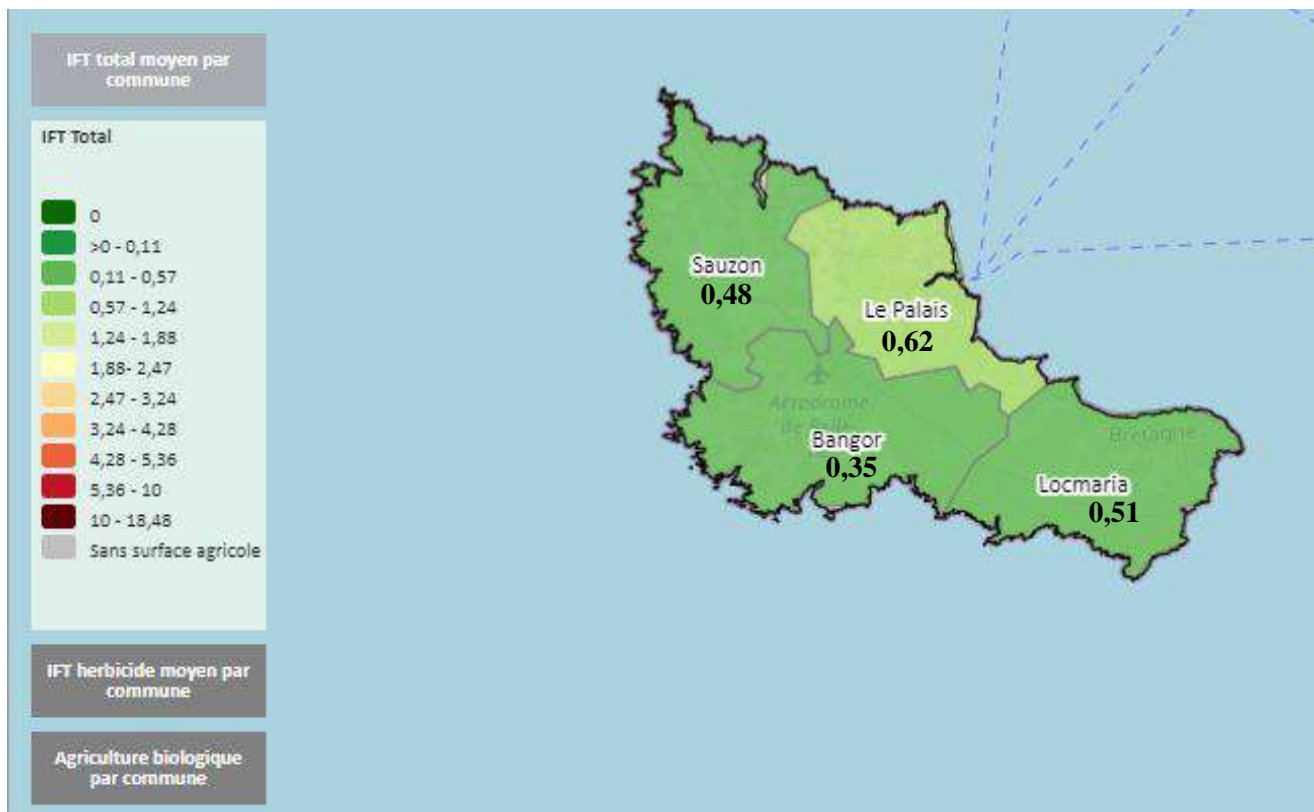 IFT total moyen par
commune
IFT Total
0
>0 - 0,11
0,11 - 0,57
0,57 - 1,24
1,24 - 1,88
1,88- 2,47
2,47 - 3,24
3,24 - 4,28
4,28 - 5,36
5,36 - 10
10 - 18,48
Sans surface agricole
IFT herbicide moyen par
commune
Agriculture biologique
par commune
Sauzon
0,48
Le Palais
0,62
Aérodrome
de
Bangor
0,35
Bretagne
Locmaria
0,51